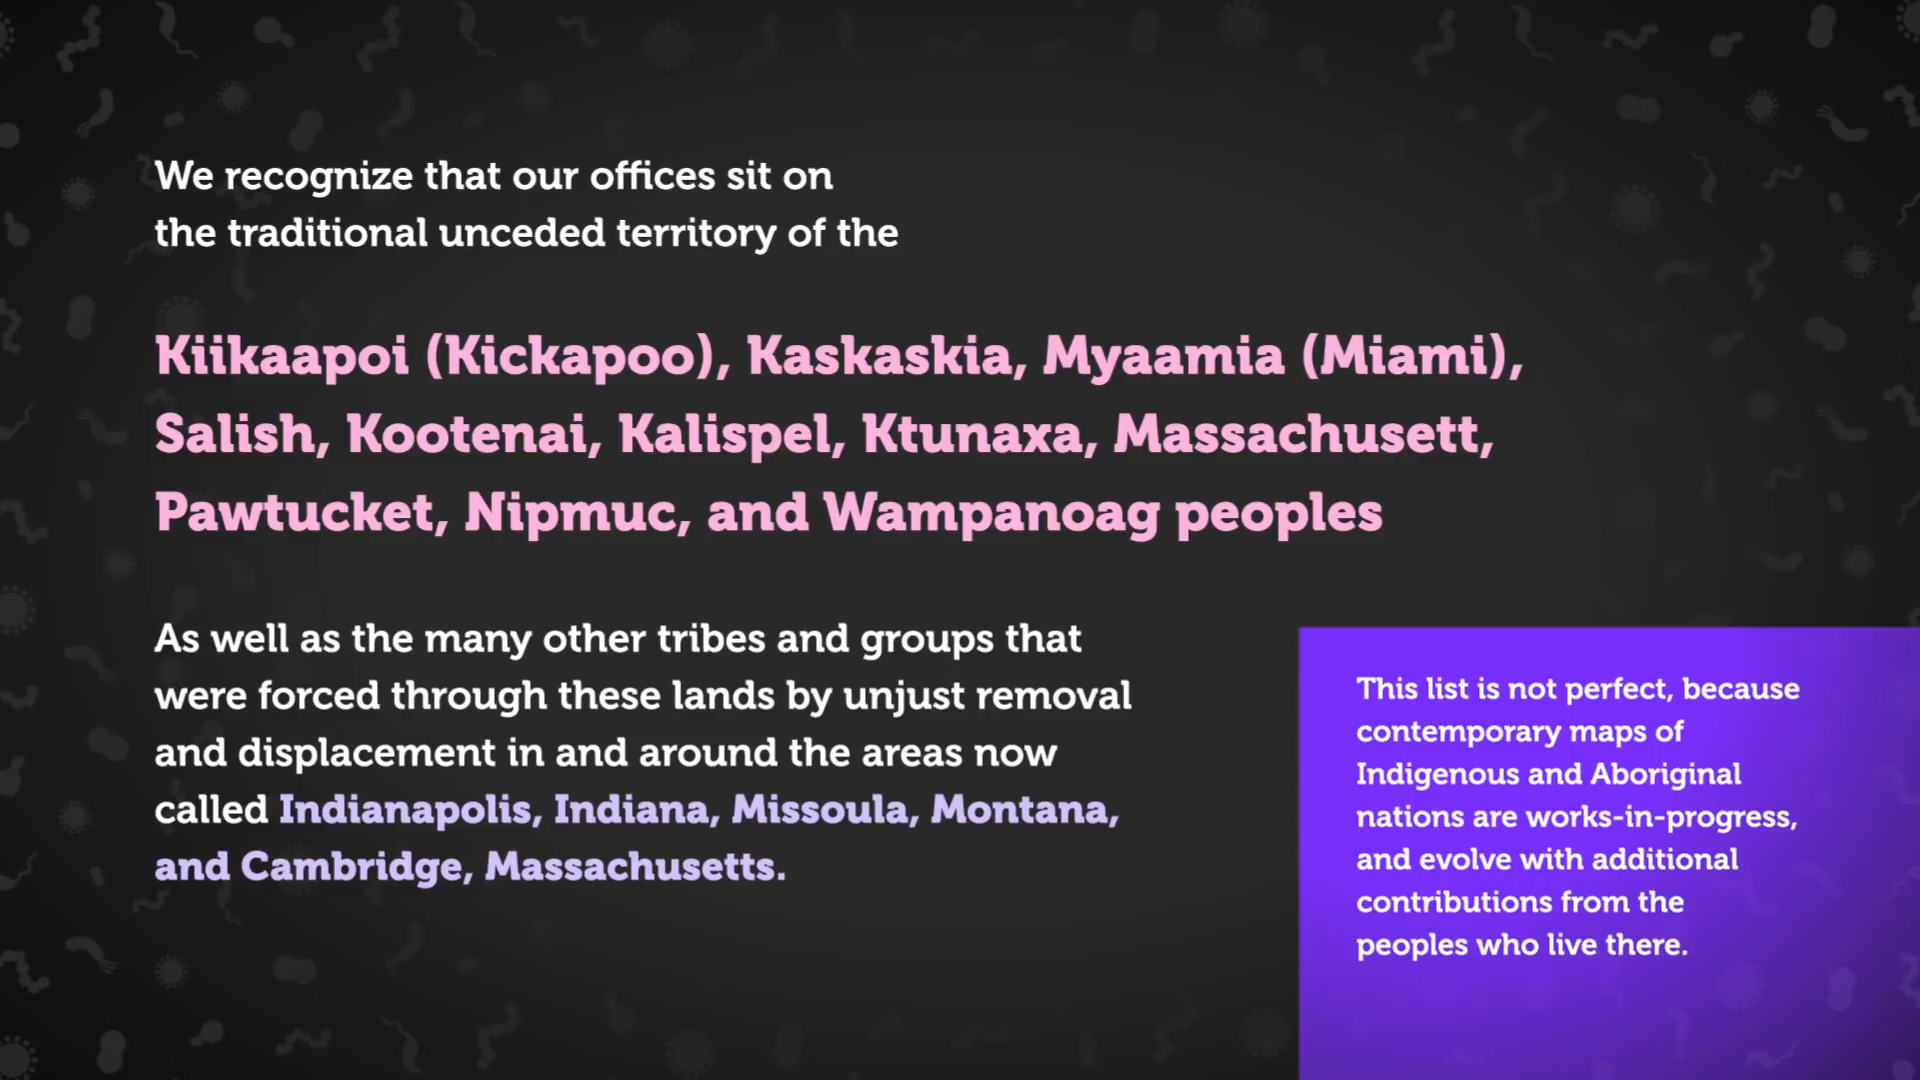 We recognize that our offices sit on
the traditional unceded territory of the
Kiikaapoi (Kickapoo), Kaskaskia, Myaamia (Miami),
Salish, Kootenai, Kalispel, Ktunaxa, Massachusett,
Pawtucket, Nipmuc, and Wampanoag peoples
As well as the many other tribes and groups that
were forced through these lands by unjust removal
and displacement in and around the areas now
called Indianapolis, Indiana, Missoula, Montana,
and Cambridge, Massachusetts.
This list is not perfect, because
contemporary maps of
Indigenous and Aboriginal
nations are works-in-progress,
and evolve with additional
contributions from the
peoples who live there.